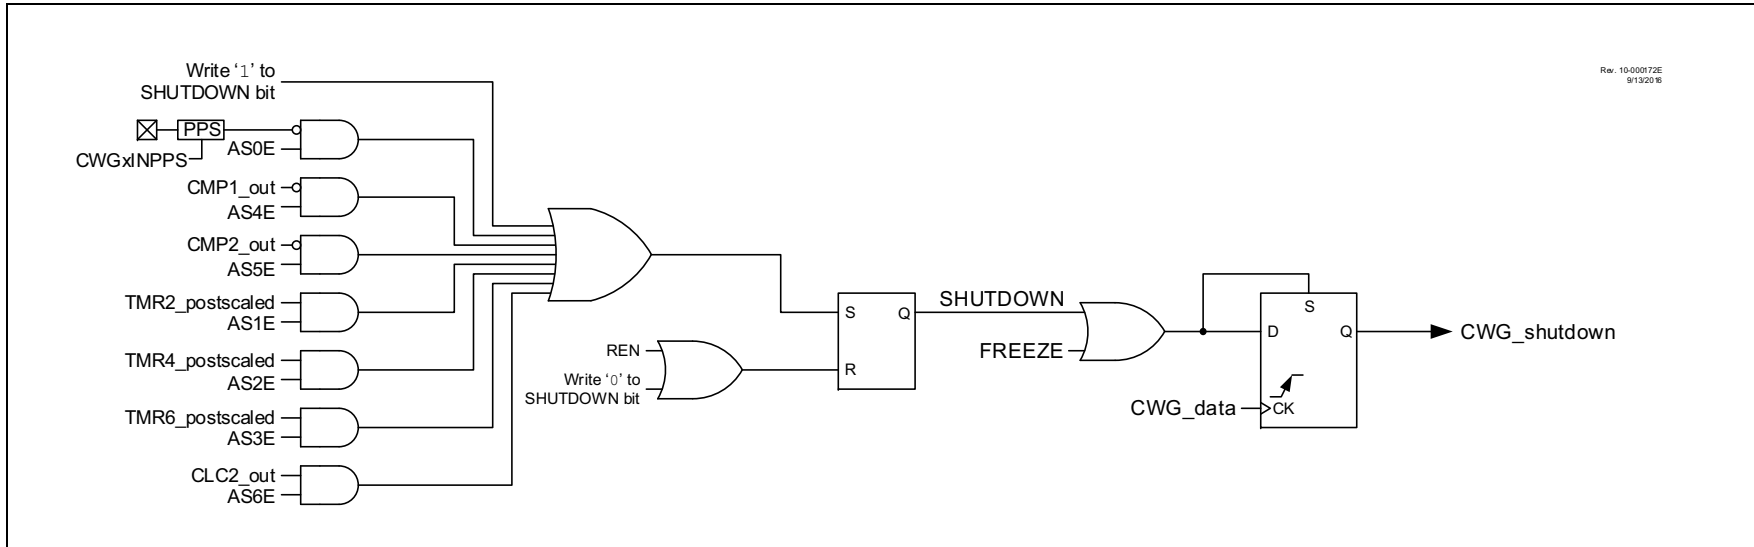 Rev. 10-000172E
9/13/2016
Write ‘1’ to
SHUTDOWN bit
PPS
AS0E
CWGxINPPS
CMP1_out
AS4E
CMP2_out
AS5E
TMR2_postscaled
AS1E
TMR4_postscaled
AS2E
TMR6_postscaled
AS3E
CLC2_out
AS6E
REN
Write ‘0’ to
SHUTDOWN bit
S
Q
R
SHUTDOWN
FREEZE
S
D
Q
CWG_data
CK
CWG_shutdown